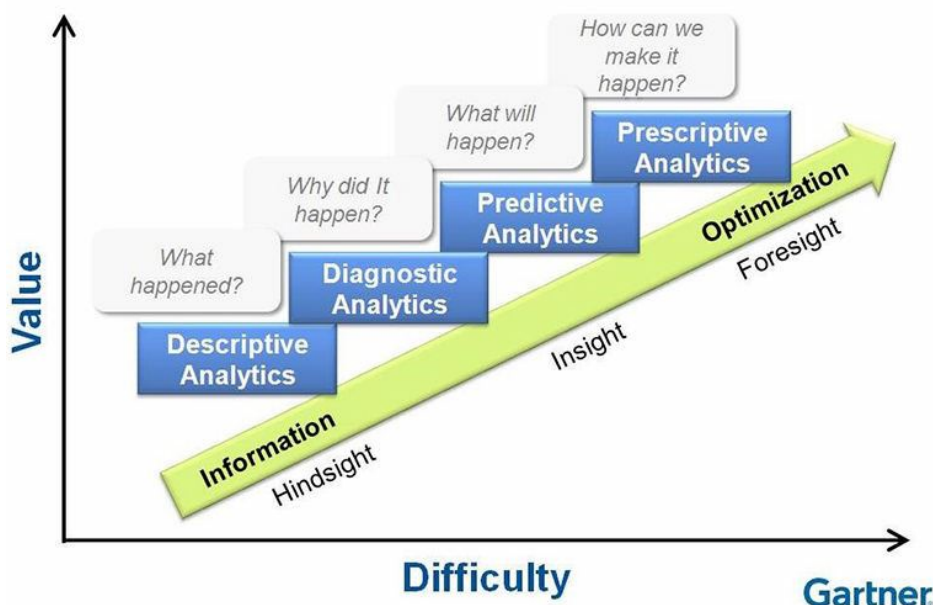 How can we
make it
happen?
What will
happen?
Prescriptive
Analytics
Why did It
happen?
Predictive
Analytics
What
happened?
Diagnostic
Analytics
Descriptive
Analytics
Value
Information
Optimization
Hindsight
Insight
Foresight
Difficulty
Gartner